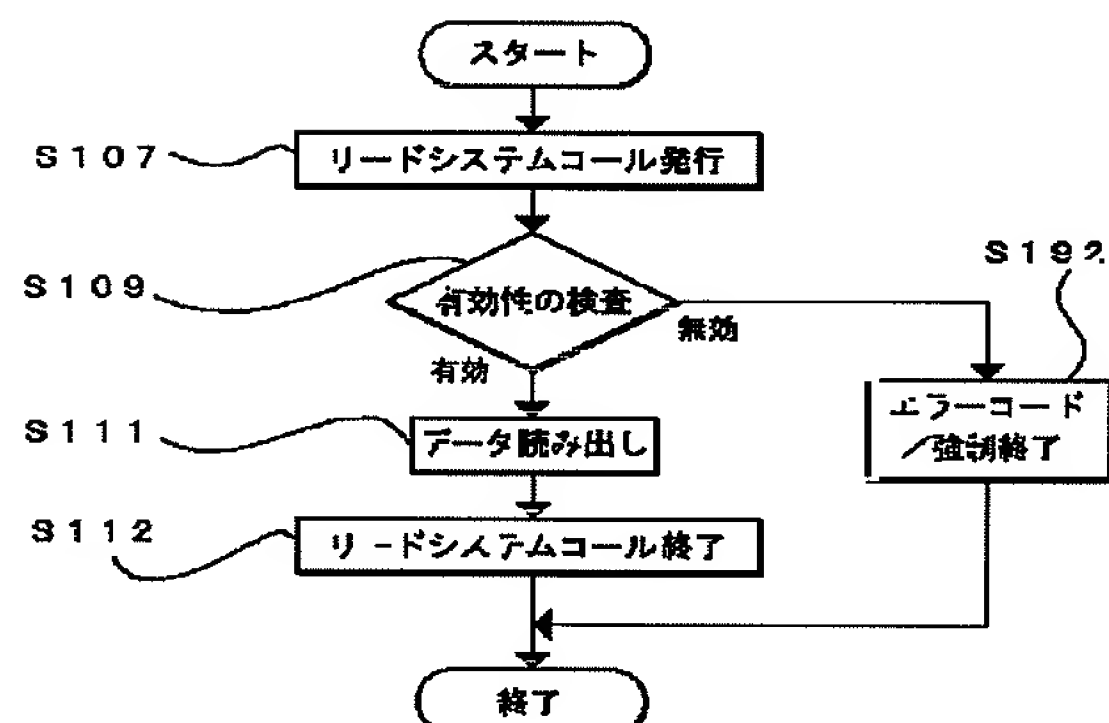 スタート
S107
リードシステムコール発行
S109
有効性の検査
S192
無効
有効
エラーコード
／強制終了
S111
データ読み出し
S112
リードシステムコール終了
終了